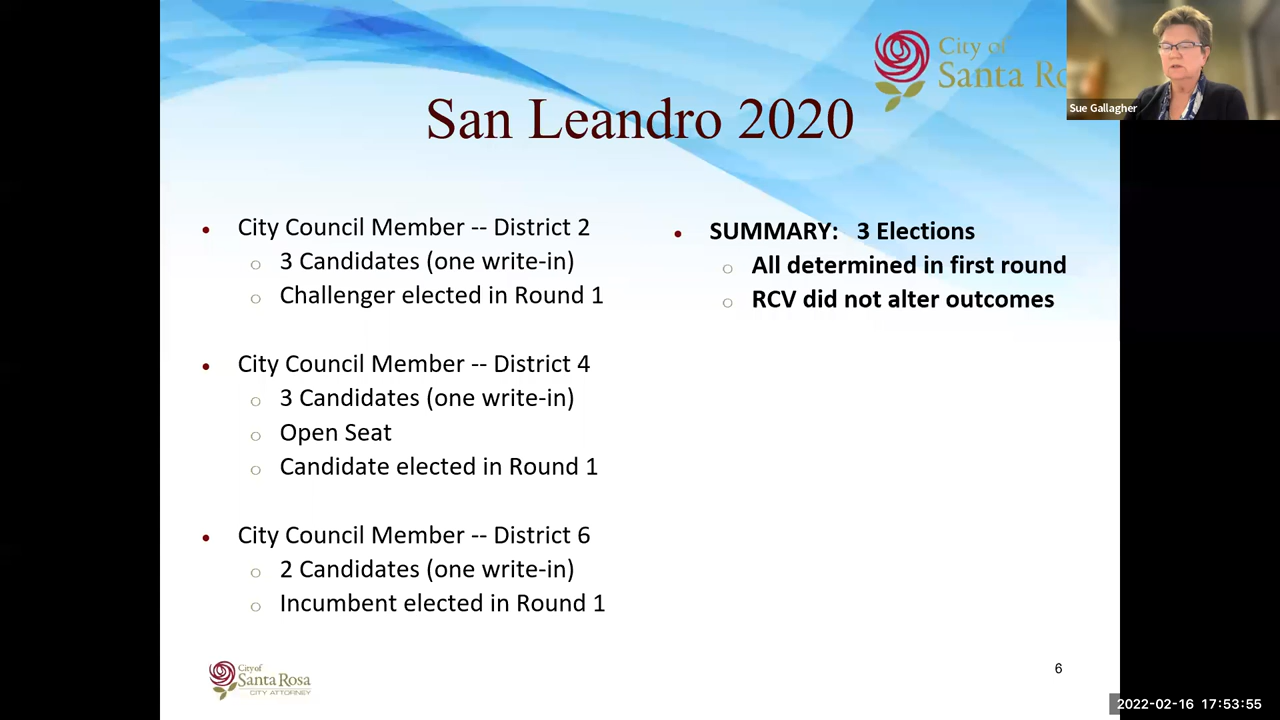 City of
Santa Ro
Sue Gallagher
San Leandro 2020
• City Council Member -- District 2
o 3 Candidates (one write-in)
o Challenger elected in Round 1
• City Council Member -- District 4
o 3 Candidates (one write-in)
o Open Seat
o Candidate elected in Round 1
• City Council Member -- District 6
o 2 Candidates (one write-in)
o Incumbent elected in Round 1
• SUMMARY: 3 Elections
o All determined in first round
o RCV did not alter outcomes
City of
Santa Rosa
CITY ATTORNEY
6
2022-02-16 17:53:55